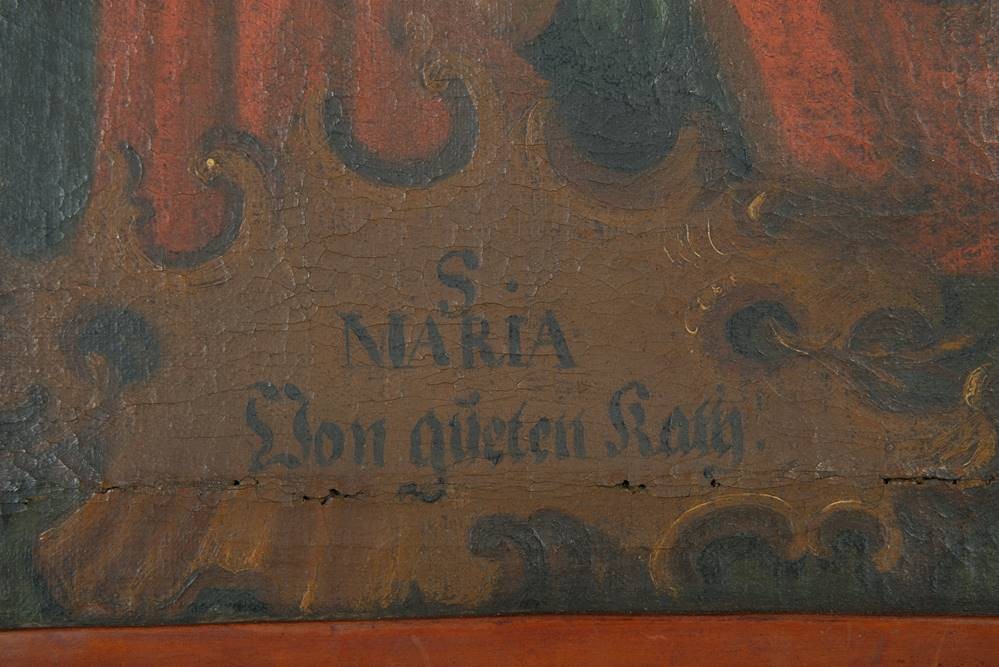 S.
MARIA
Von güeten Rath.